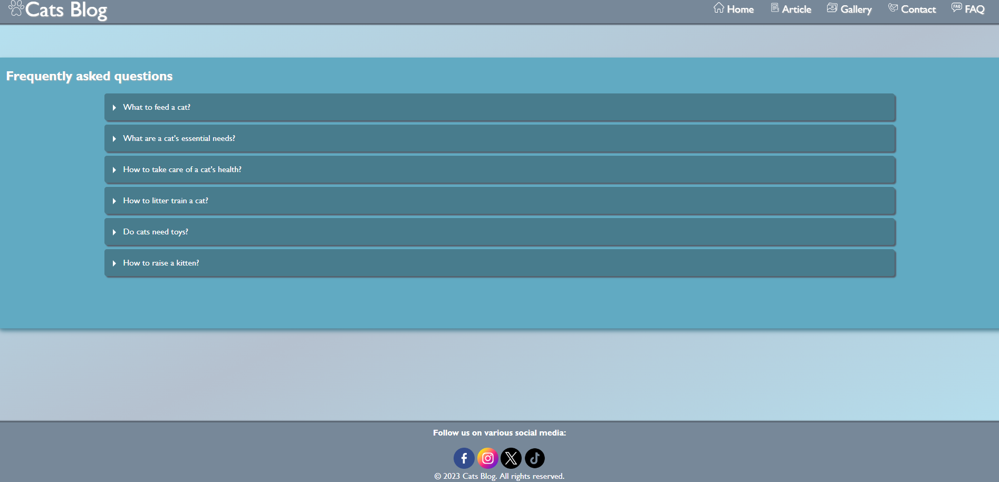 Cats Blog
Home Article Gallery Contact FAQ FAQ
Frequently asked questions
What to feed a cat?
What are a cat's essential needs?
How to take care of a cat's health?
How to litter train a cat?
Do cats need toys?
How to raise a kitten?
Follow us on various social media:
© 2023 Cats Blog. All rights reserved.